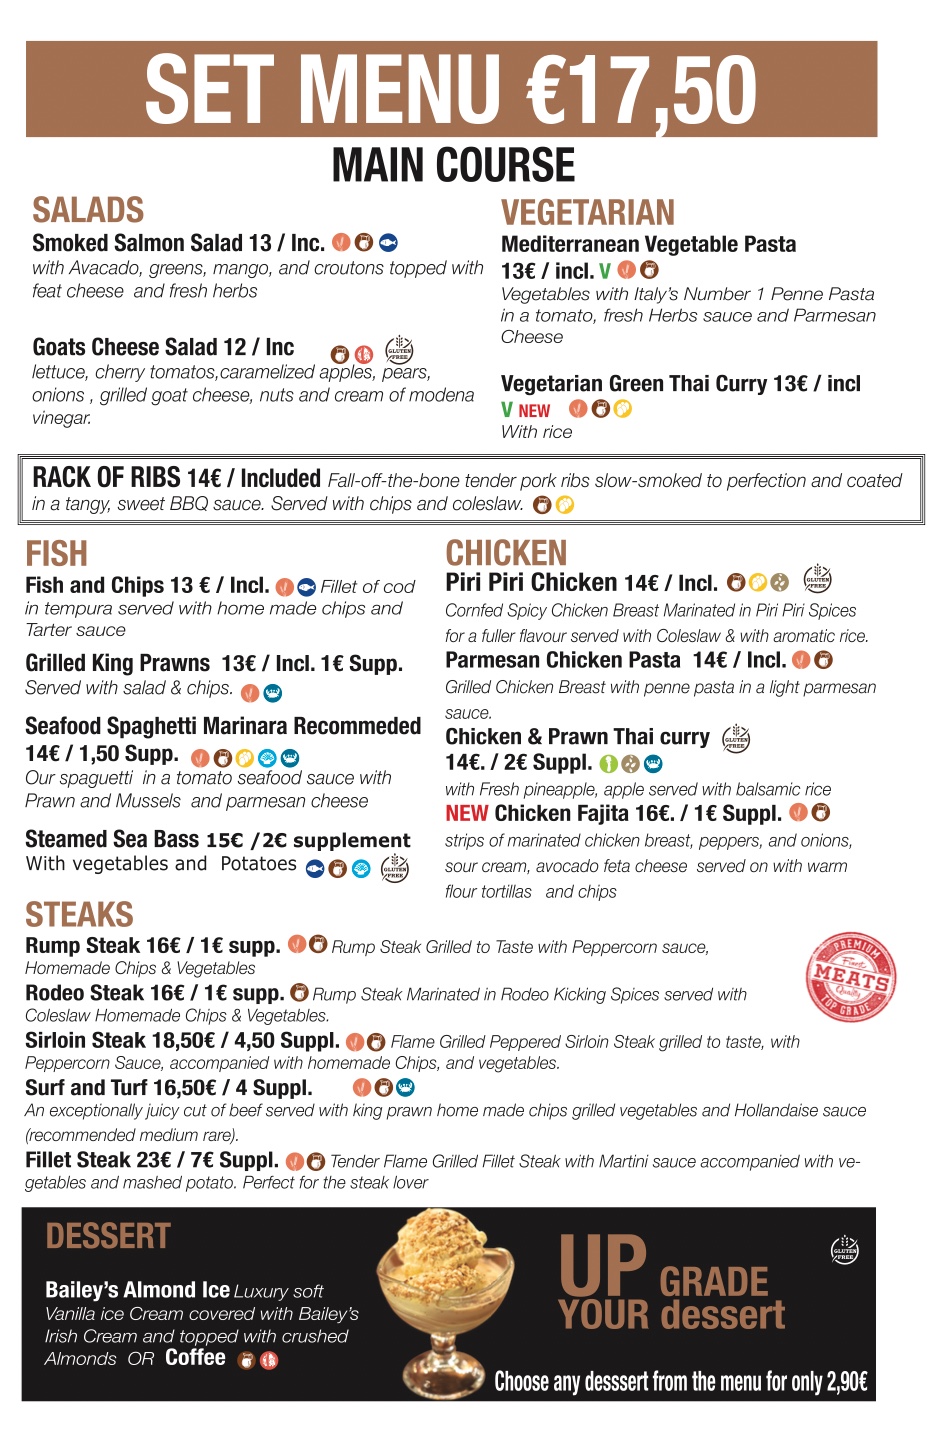 SET MENU €17,50
MAIN COURSE
SALADS
Smoked Salmon Salad 13 / Inc.
with Avacado, greens, mango, and croutons topped with
feat cheese and fresh herbs
Goats Cheese Salad 12 / Inc
GLUTEN FREE
lettuce, cherry tomatos,caramelized apples, pears,
onions , grilled goat cheese, nuts and cream of modena
vinegar.
VEGETARIAN
Mediterranean Vegetable Pasta
13€ / incl. V
Vegetables with Italy's Number 1 Penne Pasta
in a tomato, fresh Herbs sauce and Parmesan
Cheese
Vegetarian Green Thai Curry 13€ / incl
V NEW
With rice
RACK OF RIBS 14€ / Included Fall-off-the-bone tender pork ribs slow-smoked to perfection and coated
in a tangy, sweet BBQ sauce. Served with chips and coleslaw.
FISH
Fish and Chips 13 € / Incl. Fillet of cod
in tempura served with home made chips and
Tarter sauce
Grilled King Prawns 13€ / Incl. 1€ Supp.
Served with salad & chips.
Seafood Spaghetti Marinara Recommeded
14€ / 1,50 Supp.
Our spaguetti in a tomato seafood sauce with
Prawn and Mussels and parmesan cheese
Steamed Sea Bass 15€ /2€ supplement
With vegetables and Potatoes
GLUTEN FREE
CHICKEN
Piri Piri Chicken 14€ / Incl.
GLUTEN FREE
Cornfed Spicy Chicken Breast Marinated in Piri Piri Spices
for a fuller flavour served with Coleslaw & with aromatic rice.
Parmesan Chicken Pasta 14€ / Incl.
Grilled Chicken Breast with penne pasta in a light parmesan
sauce.
Chicken & Prawn Thai curry
GLUTEN FREE
14€. / 2€ Suppl.
with Fresh pineapple, apple served with balsamic rice
NEW Chicken Fajita 16€. / 1€ Suppl.
strips of marinated chicken breast, peppers, and onions,
sour cream, avocado feta cheese served on with warm
flour tortillas and chips
STEAKS
Rump Steak 16€ / 1€ supp. Rump Steak Grilled to Taste with Peppercorn sauce,
Homemade Chips & Vegetables
Rodeo Steak 16€ / 1€ supp. Rump Steak Marinated in Rodeo Kicking Spices served with
Coleslaw Homemade Chips & Vegetables.
PREMIUM
Finest
MEATS
Quality
TOP GRADE
Sirloin Steak 18,50€ / 4,50 Suppl. Flame Grilled Peppered Sirloin Steak grilled to taste, with
Peppercorn Sauce, accompanied with homemade Chips, and vegetables.
Surf and Turf 16,50€ / 4 Suppl.
An exceptionally juicy cut of beef served with king prawn home made chips grilled vegetables and Hollandaise sauce
(recommended medium rare).
Fillet Steak 23€ / 7€ Suppl. Tender Flame Grilled Fillet Steak with Martini sauce accompanied with ve-
getables and mashed potato. Perfect for the steak lover
DESSERT
Bailey's Almond Ice Luxury soft
Vanilla ice Cream covered with Bailey's
Irish Cream and topped with crushed
Almonds OR Coffee
UP GRADE
YOUR dessert
GLUTEN FREE
Choose any desssert from the menu for only 2,90€